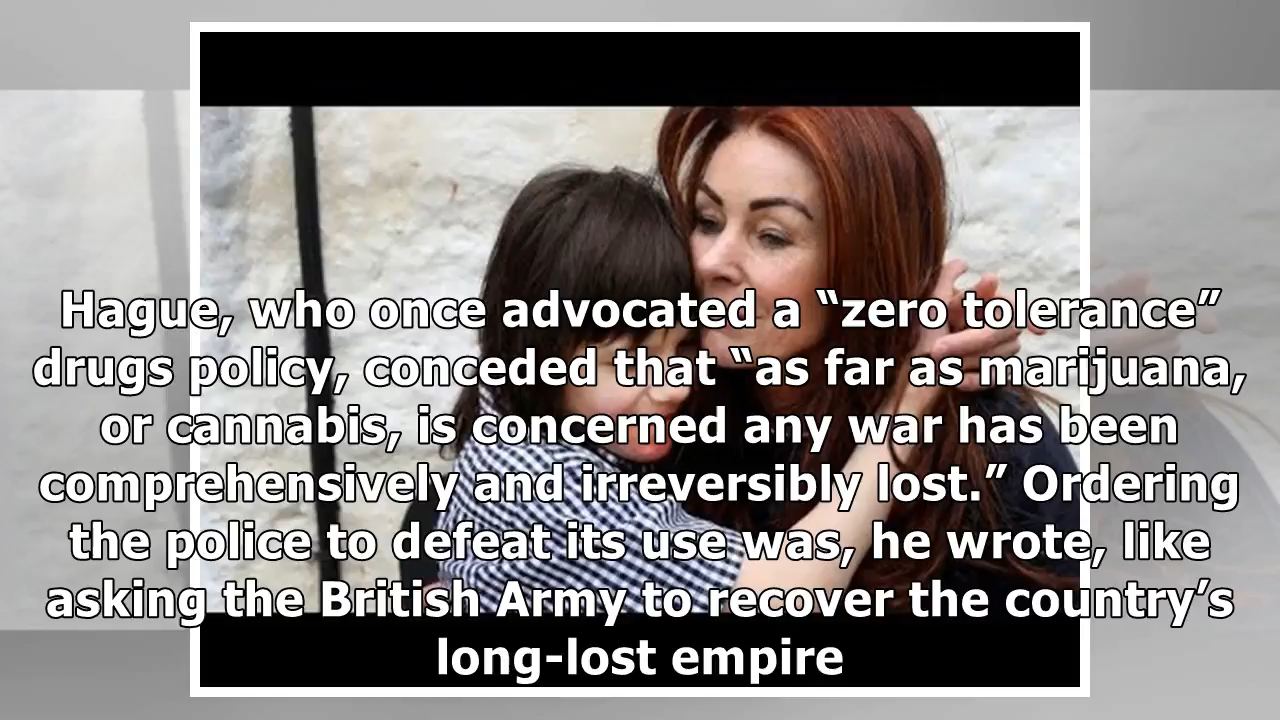 Hague, who once advocated a “zero tolerance”
drugs policy, conceded that “as far as marijuana,
or cannabis, is concerned any war has been
comprehensively and irreversibly lost.” Ordering
the police to defeat its use was, he wrote, like
asking the British Army to recover the country’s
long-lost empire